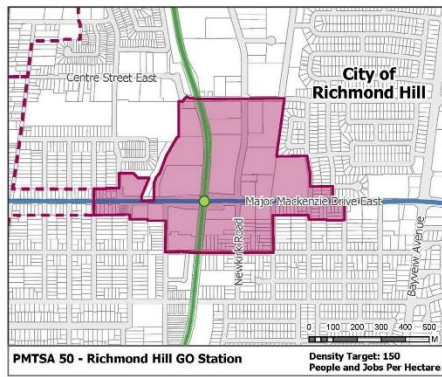 Centre Street East
City of
Richmond Hill
Major Mackenzie Drive East
Newkirk Road
Bayview Avenue
0 100 200 300 400 500
M
PMTSA 50 - Richmond Hill GO Station
Density Target: 150
People and Jobs Per Hectare